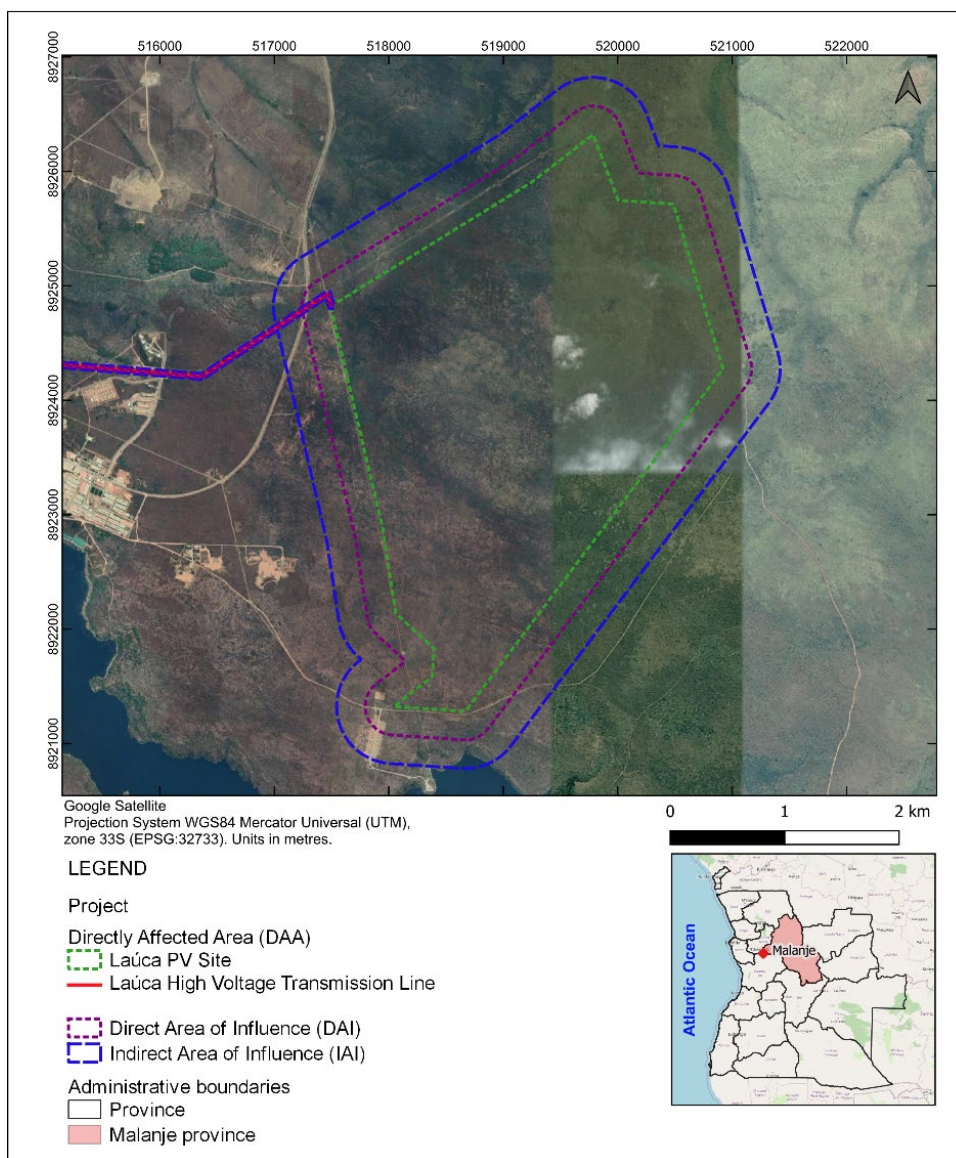 516000 517000 518000 519000 520000 521000 522000
8927000
8926000
8925000
8924000
8923000
8922000
8921000
Google Satellite
Projection System WGS84 Mercator Universal (UTM),
zone 33S (EPSG:32733). Units in metres.
0 1 2 km
LEGEND
Project
Directly Affected Area (DAA)
Laúca PV Site
Laúca High Voltage Transmission Line
Direct Area of Influence (DAI)
Indirect Area of Influence (IAI)
Administrative boundaries
Province
Malanje province
Atlantic Ocean
Malanje